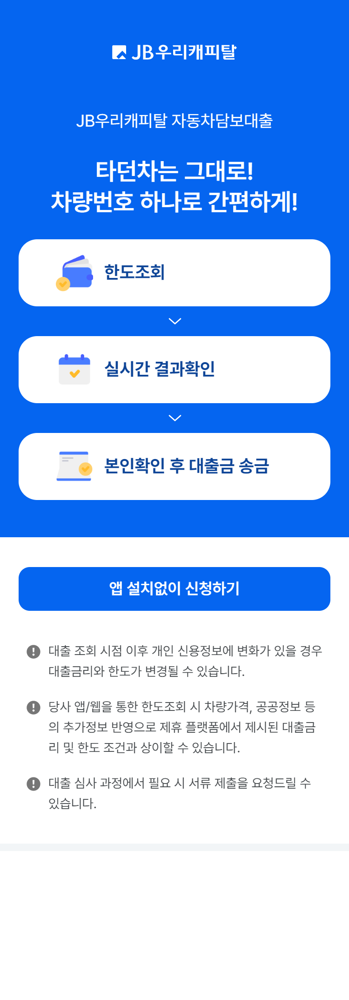 JB우리캐피탈
JB우리캐피탈 자동차담보대출
타던차는 그대로!
차량번호 하나로 간편하게!
한도조회
실시간 결과확인
본인확인 후 대출금 송금
앱 설치없이 신청하기
대출 조회 시점 이후 개인 신용정보에 변화가 있을 경우
대출금리와 한도가 변경될 수 있습니다.
당사 앱/웹을 통한 한도조회 시 차량가격, 공공정보 등
의 추가정보 반영으로 제휴 플랫폼에서 제시된 대출금
리 및 한도 조건과 상이할 수 있습니다.
대출 심사 과정에서 필요 시 서류 제출을 요청드릴 수
있습니다.